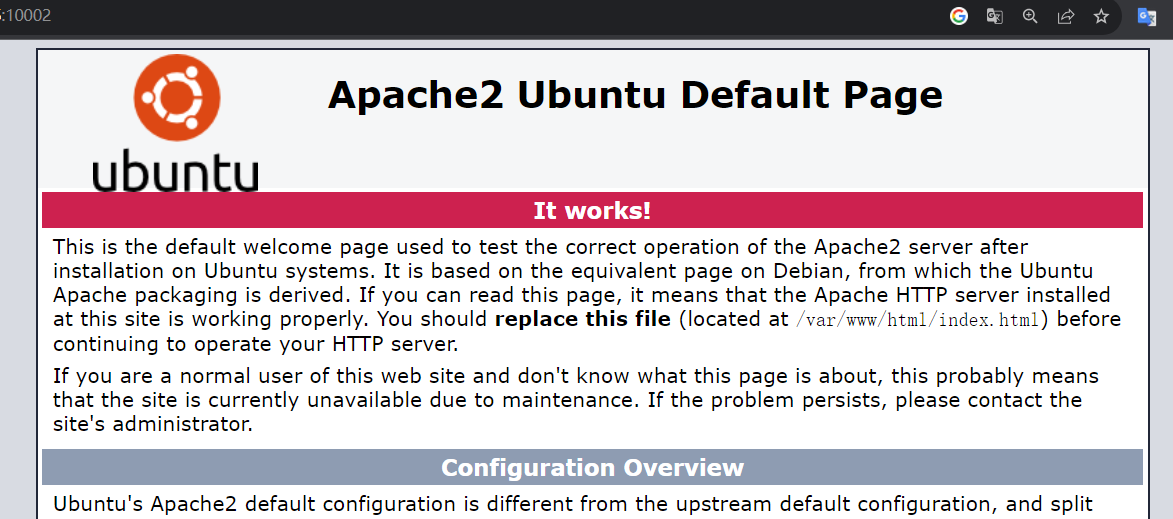 :10002
Apache2 Ubuntu Default Page
ubuntu
It works!
This is the default welcome page used to test the correct operation of the Apache2 server after
installation on Ubuntu systems. It is based on the equivalent page on Debian, from which the Ubuntu
Apache packaging is derived. If you can read this page, it means that the Apache HTTP server installed
at this site is working properly. You should replace this file (located at /var/www/html/index.html) before
continuing to operate your HTTP server.
If you are a normal user of this web site and don't know what this page is about, this probably means
that the site is currently unavailable due to maintenance. If the problem persists, please contact the
site's administrator.
Configuration Overview
Ubuntu's Apache2 default configuration is different from the upstream default configuration, and split